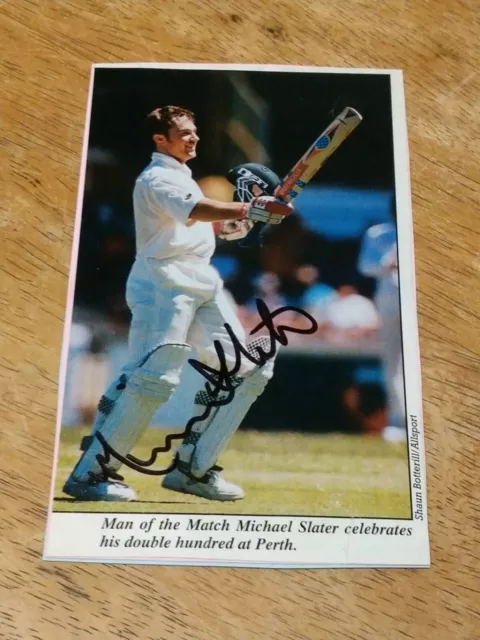 Man of the Match Michael Slater celebrates
his double hundred at Perth.
Shaun Botterill/Allsport